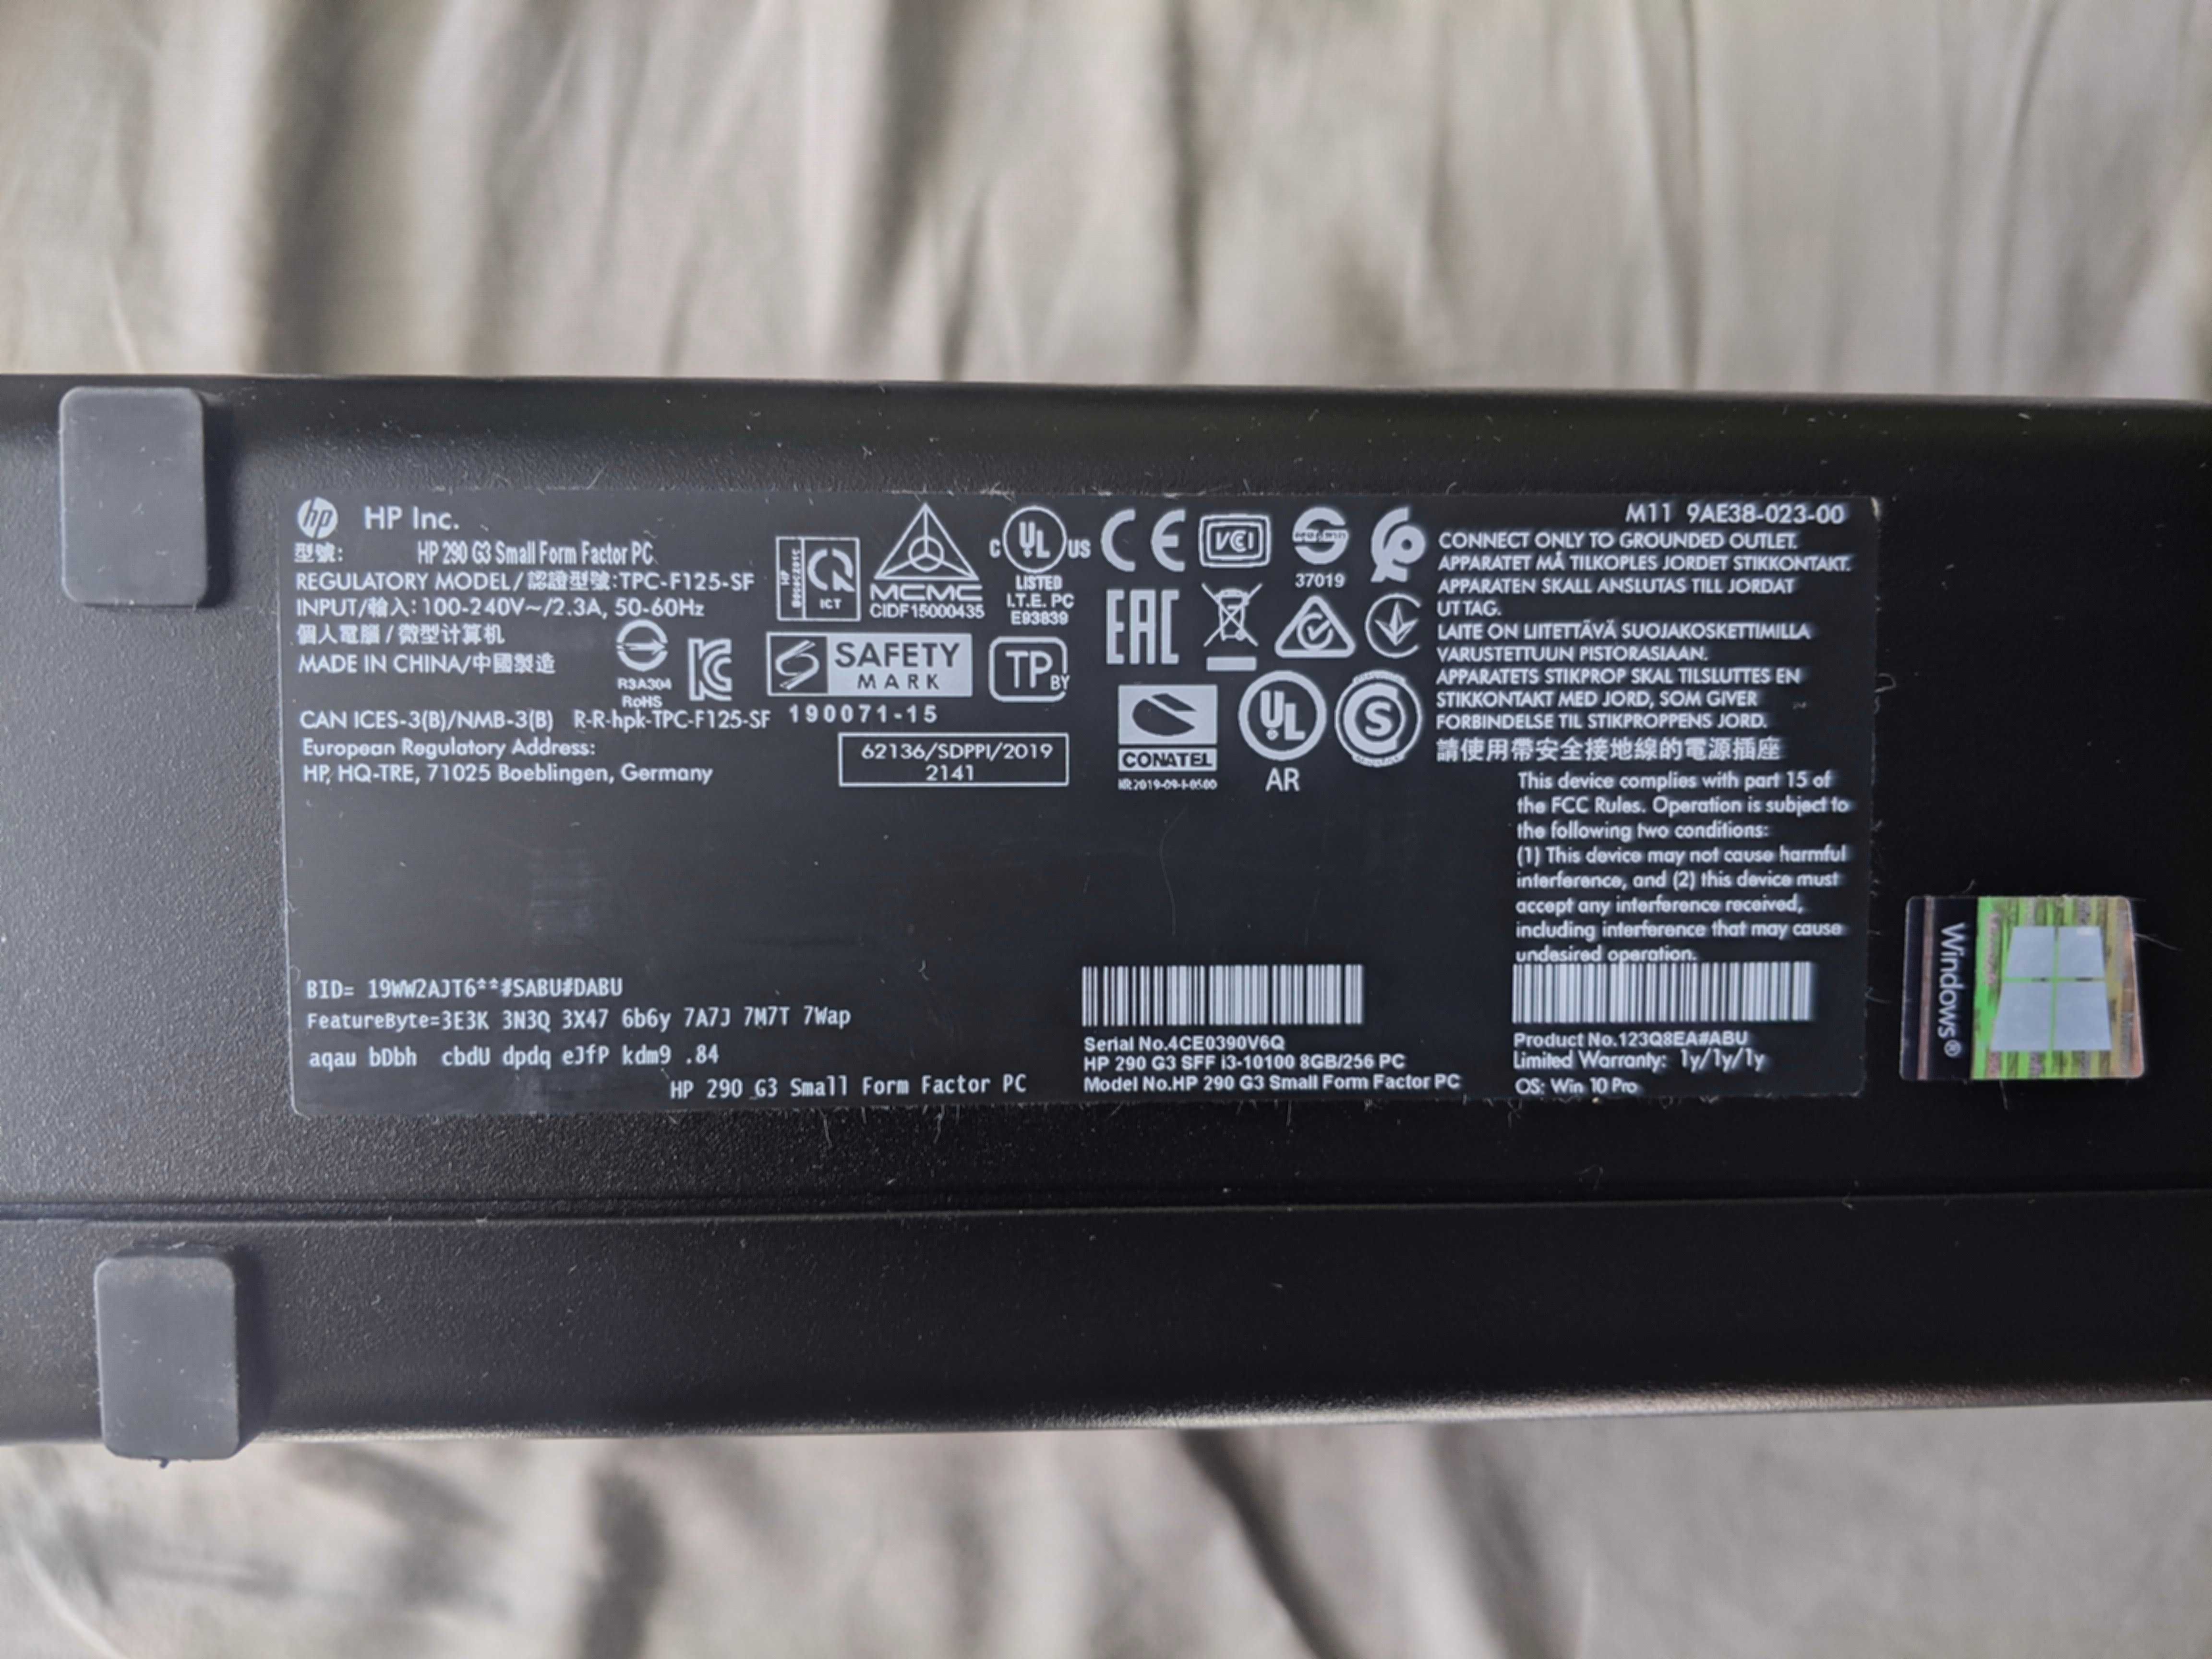 hp HP Inc.
型號: HP 290 G3 Small Form Factor PC
REGULATORY MODEL/認證型號:TPC-F125-SF
INPUT/輸入:100-240V~/2.3A, 50-60Hz
個人電腦/微型计算机
MADE IN CHINA/中國製造
R3A304
RoHS
CAN ICES-3(B)/NMB-3(B) R-R-hpk-TPC-F125-SF
European Regulatory Address:
HP, HQ-TRE, 71025 Boeblingen, Germany
HP
ICT
MCMC
CIDF15000435
C UL US
LISTED
I.T.E. PC
E93839
SAFETY
MARK
190071-15
TP BY
62136/SDPPI/2019
2141
CE
VCI
37019
EAC
CONATEL
NR:2019-09-I-0500
UL
AR
S
M11 9AE38-023-00
CONNECT ONLY TO GROUNDED OUTLET.
APPARATET MÅ TILKOPLES JORDET STIKKONTAKT.
APPARATEN SKALL ANSLUTAS TILL JORDAT
UTTAG.
LAITE ON LIITETTÄVÄ SUOJAKOSKETTIMILLA
VARUSTETTUUN PISTORASIAAN.
APPARATETS STIKPROP SKAL TILSLUTTES EN
STIKKONTAKT MED JORD, SOM GIVER
FORBINDELSE TIL STIKPROPPENS JORD.
請使用帶安全接地線的電源插座
This device complies with part 15 of
the FCC Rules. Operation is subject to
the following two conditions:
(1) This device may not cause harmful
interference, and (2) this device must
accept any interference received,
including interference that may cause
undesired operation.
BID= 19WW2AJT6**#SABU#DABU
FeatureByte=3E3K 3N3Q 3X47 6b6y 7A7J 7M7T 7Wap
aqau bDbh cbdU dpdq eJfP kdm9 .84
HP 290 G3 Small Form Factor PC
Serial No.4CE0390V6Q
HP 290 G3 SFF i3-10100 8GB/256 PC
Model No.HP 290 G3 Small Form Factor PC
Product No.123Q8EA#ABU
Limited Warranty: 1y/1y/1y
OS: Win 10 Pro
Windows®